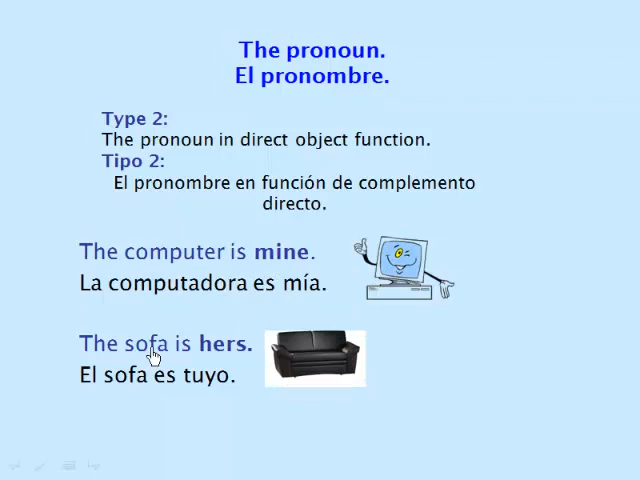 The pronoun.
El pronombre.
Type 2:
The pronoun in direct object function.
Tipo 2:
El pronombre en función de complemento
directo.
The computer is mine.
La computadora es mía.
The sofa is hers.
El sofa es tuyo.